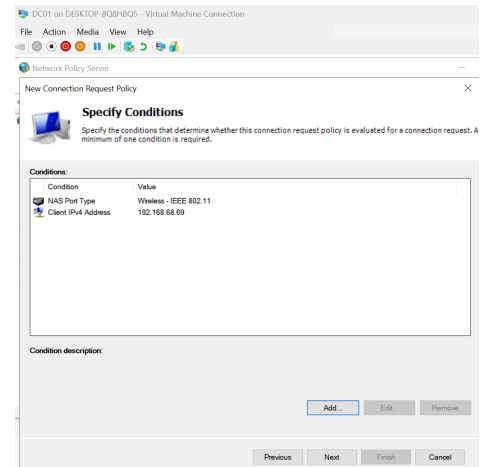 DC01 on DESKTOP-8Q8HBQ5 - Virtual Machine Connection
File Action Media View Help
Network Policy Server
New Connection Request Policy
Specify Conditions
Specify the conditions that determine whether this connection request policy is evaluated for a connection request. A
minimum of one condition is required.
Conditions:
Condition Value
NAS Port Type Wireless - IEEE 802.11
Client IPv4 Address 192.168.68.69
Condition description:
Add... Edit... Remove
Previous Next Finish Cancel